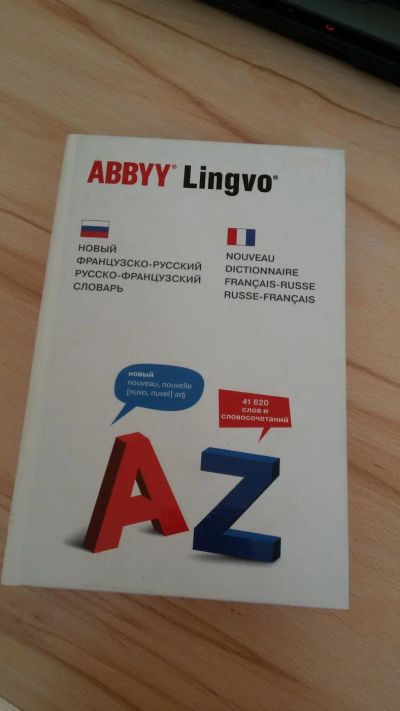 ABBYY® Lingvo®
НОВЫЙ
ФРАНЦУЗСКО-РУССКИЙ
РУССКО-ФРАНЦУЗСКИЙ
СЛОВАРЬ
NOUVEAU
DICTIONNAIRE
FRANÇAIS-RUSSE
RUSSE-FRANÇAIS
новый
nouveau, nouvelle
[nuvo, nuvel] adj
41 620
слов и
словосочетаний
AZ